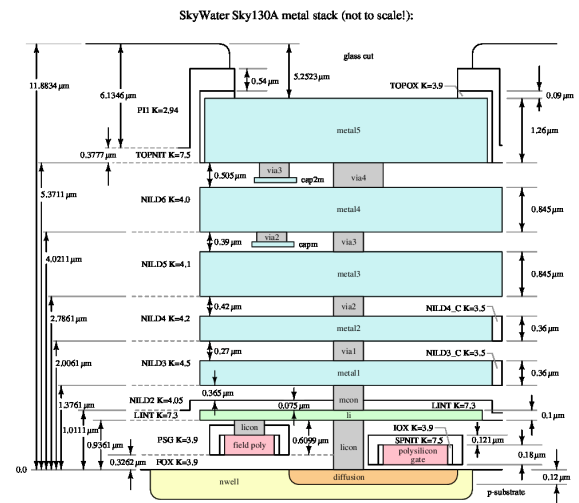 SkyWater Sky130A metal stack (not to scale!):
glass cut
11.8834 μm
6.1346 μm
0.54 μm
5.2523 μm
TOPOX K=3.9
0.09 μm
PI1 K=2.94
metal5
1.26 μm
0.3777 μm
TOPNIT K=7.5
5.3711 μm
0.505 μm
via3
cap2m
via4
NILD6 K=4.0
metal4
0.845 μm
4.0211 μm
0.39 μm
via2
capm
via3
NILD5 K=4.1
metal3
0.845 μm
2.7861 μm
0.42 μm
via2
NILD4_C K=3.5
NILD4 K=4.2
metal2
0.36 μm
2.0061 μm
0.27 μm
via1
NILD3_C K=3.5
NILD3 K=4.5
metal1
0.36 μm
1.3761 μm
0.365 μm
NILD2 K=4.05
0.075 μm
mcon
LINT K=7.3
1.0111 μm
LINT K=7.3
li
0.1 μm
0.9361 μm
licon
IOX K=3.9
PSG K=3.9
field poly
0.6099 μm
licon
SPNIT K=7.5
0.121 μm
polysilicon
gate
0.18 μm
0.3262 μm
FOX K=3.9
0.0
nwell
diffusion
0.12 μm
p-substrate